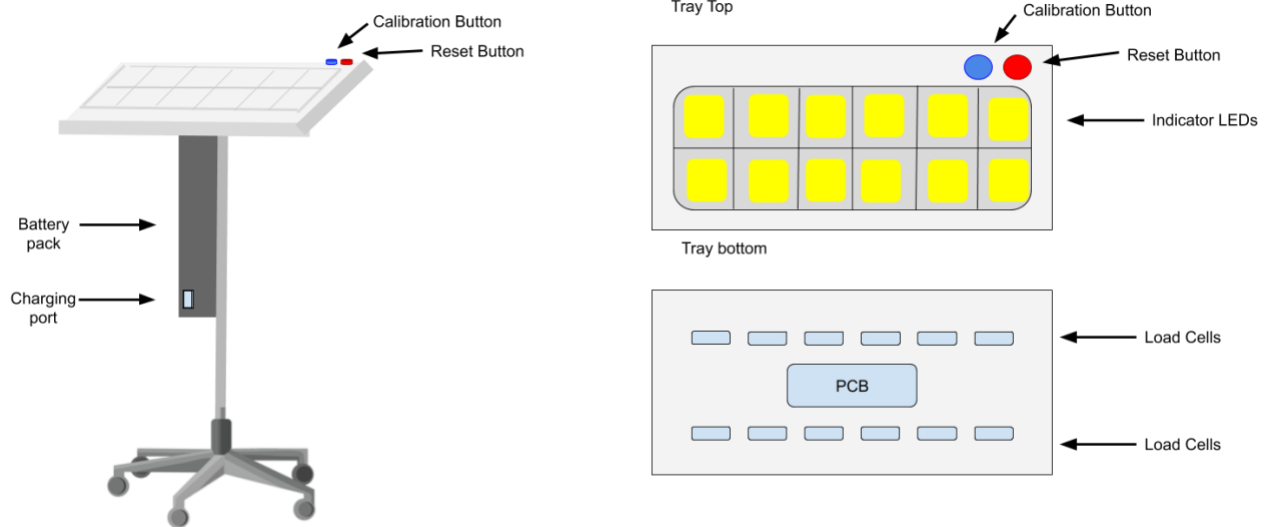 Calibration Button
Reset Button
Battery
pack
Charging
port
Tray Top
Calibration Button
Reset Button
Indicator LEDs
Tray bottom
Load Cells
PCB
Load Cells